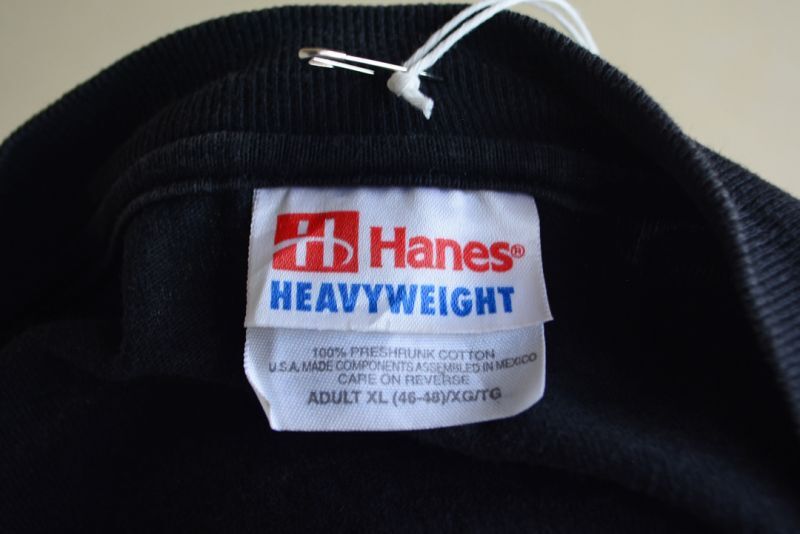 H Hanes®
HEAVYWEIGHT
100% PRESHRUNK COTTON
U.S.A. MADE COMPONENTS ASSEMBLED IN MEXICO
CARE ON REVERSE
ADULT XL (46-48)/XG/TG